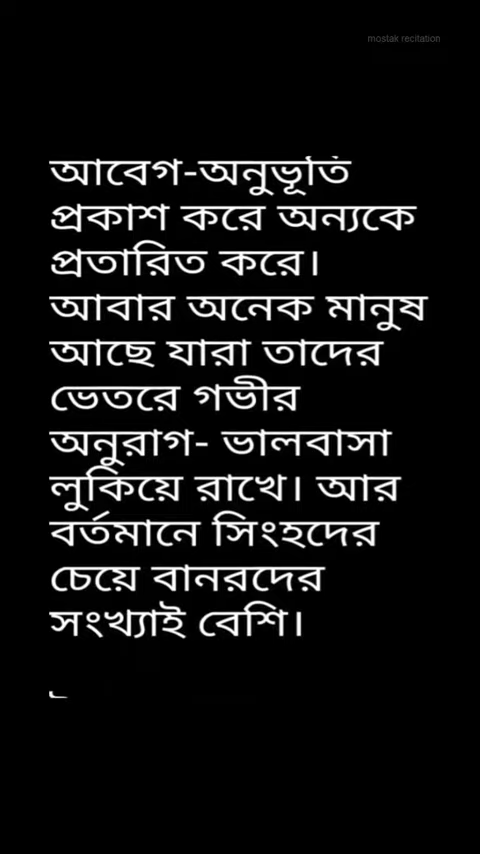 mostak recitation
আবেগ-অনুভূতি
প্রকাশ করে অন্যকে
প্রতারিত করে।
আবার অনেক মানুষ
আছে যারা তাদের
ভেতরে গভীর
অনুরাগ- ভালবাসা
লুকিয়ে রাখে। আর
বর্তমানে সিংহদের
চেয়ে বানরদের
সংখ্যাই বেশি।